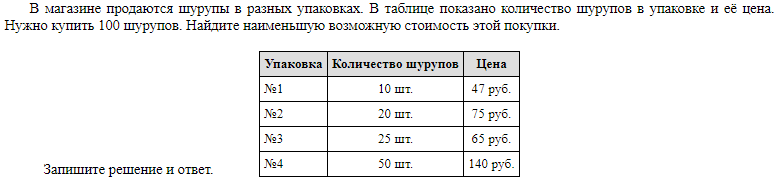 В магазине продаются шурупы в разных упаковках. В таблице показано количество шурупов в упаковке и её цена.
Нужно купить 100 шурупов. Найдите наименьшую возможную стоимость этой покупки.
Упаковка Количество шурупов Цена
№1 10 шт. 47 руб.
№2 20 шт. 75 руб.
№3 25 шт. 65 руб.
№4 50 шт. 140 руб.
Запишите решение и ответ.